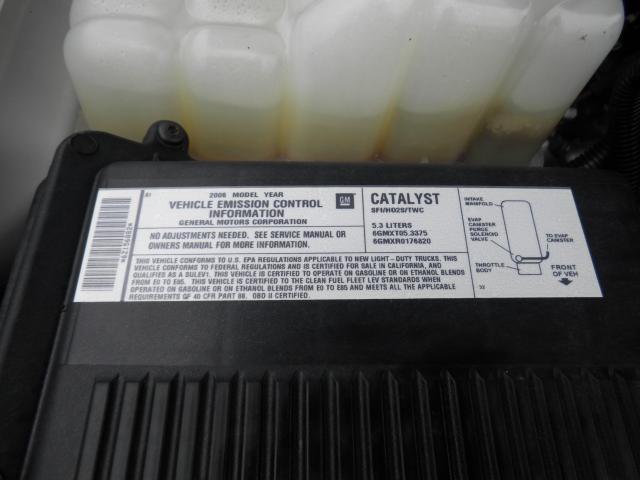 81
2006 MODEL YEAR
VEHICLE EMISSION CONTROL
INFORMATION
GENERAL MOTORS CORPORATION
GM
NO ADJUSTMENTS NEEDED. SEE SERVICE MANUAL OR
OWNERS MANUAL FOR MORE INFORMATION.
CATALYST
SFI/HO2S/TWC
5.3 LITERS
6GMXT05.3375
6GMXR0176820
THIS VEHICLE CONFORMS TO U.S. EPA REGULATIONS APPLICABLE TO NEW LIGHT - DUTY TRUCKS. THIS
VEHICLE CONFORMS TO FEDERAL REGULATIONS AND IS CERTIFIED FOR SALE IN CALIFORNIA, AND
QUALIFIES AS A SULEV1. THIS VEHICLE IS CERTIFIED TO OPERATE ON GASOLINE OR ON ETHANOL BLENDS
FROM E0 TO E85. THIS VEHICLE IS CERTIFIED TO THE CLEAN FUEL FLEET LEV STANDARDS WHEN
OPERATED ON GASOLINE OR ON ETHANOL BLENDS FROM E0 TO E85 AND MEETS ALL THE APPLICABLE
REQUIREMENTS OF 40 CFR PART 88. OBD II CERTIFIED.
INTAKE
MANIFOLD
EVAP
CANISTER
PURGE
SOLENOID
VALVE
THROTTLE
BODY
TO EVAP
CANISTER
FRONT OF
VEH